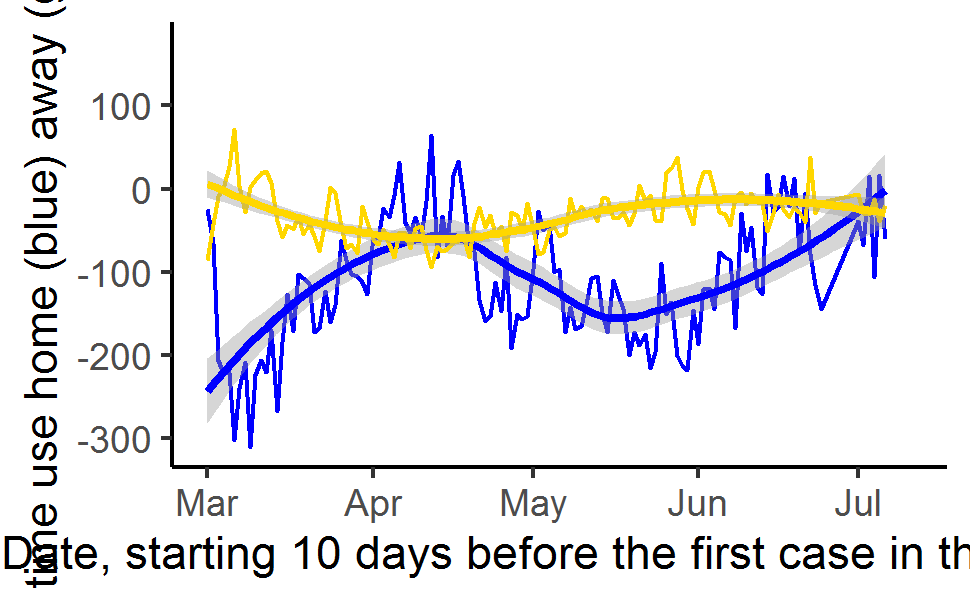 time use home (blue) away (
100
0
-100
-200
-300
Mar Apr May Jun Jul
Date, starting 10 days before the first case in th